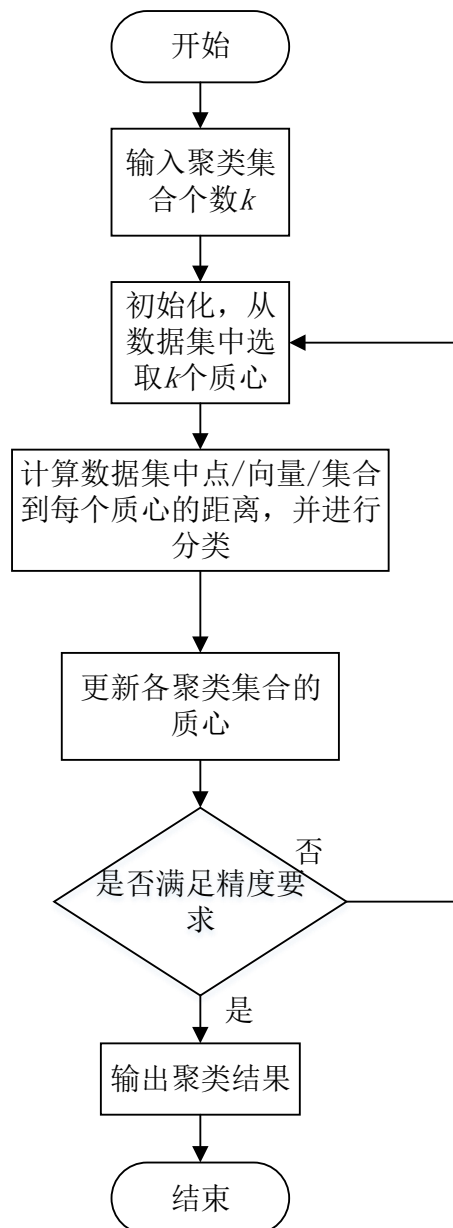 开始
输入聚类集
合个数k
初始化，从
数据集中选
取k个质心
计算数据集中点/向量/集合
到每个质心的距离，并进行
分类
更新各聚类集合的
质心
否
是否满足精度要
求
是
输出聚类结果
结束